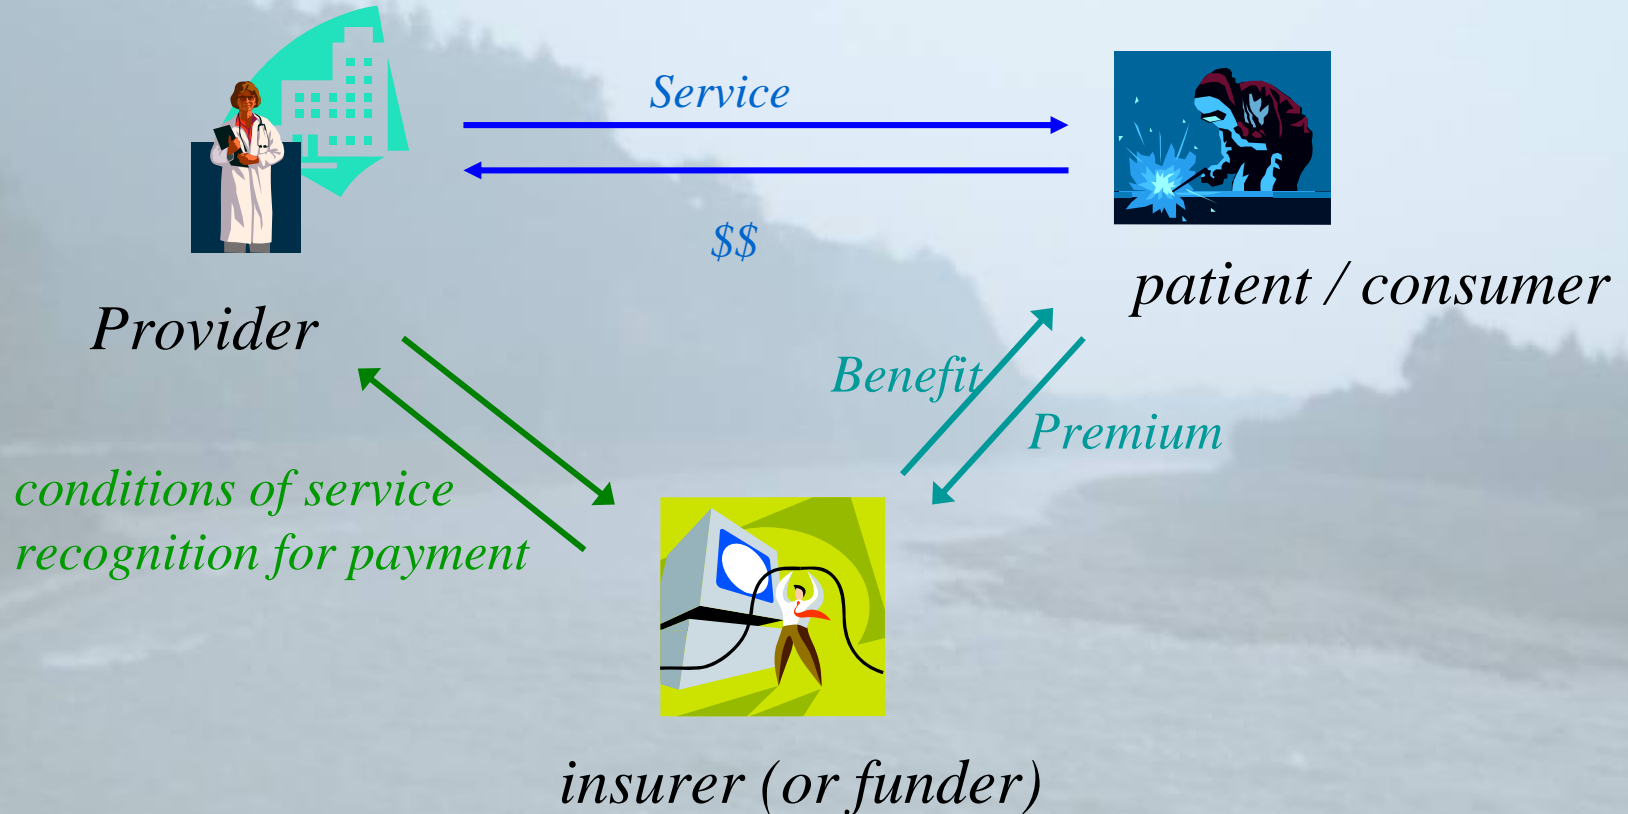 Service
$$
patient / consumer
Provider
Benefit
Premium
conditions of service
recognition for payment
insurer (or funder)